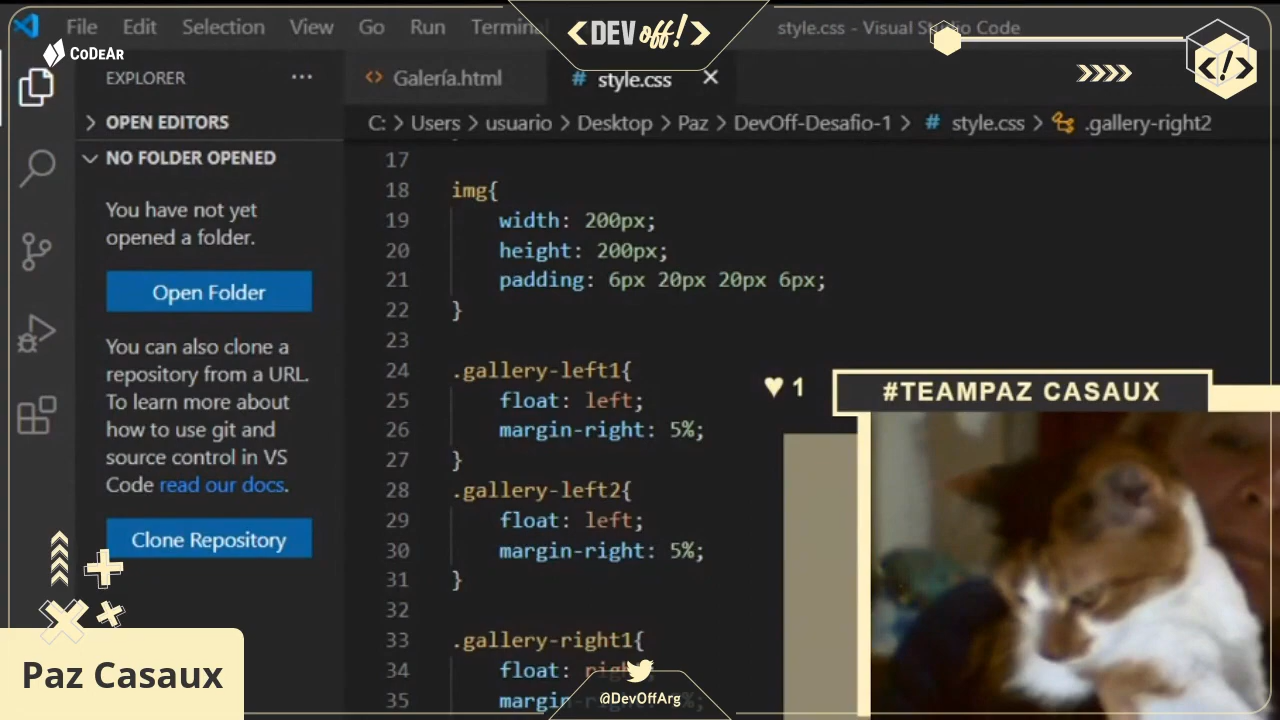 File Edit Selection View Go Run
style.css - Visual Studio Code
<DEV off!>
CODEAR
</>
EXPLORER ···
Galería.html
# style.css ×
OPEN EDITORS
NO FOLDER OPENED
C: > Users > usuario > Desktop > Paz > DevOff-Desafio-1 > # style.css > .gallery-right2
You have not yet
opened a folder.
Open Folder
You can also clone a
repository from a URL.
To learn more about
how to use git and
source control in VS
Code read our docs.
Clone Repository
17
18 img{
19 width: 200px;
20 height: 200px;
21 padding: 6px 20px 20px 6px;
22 }
23
24 .gallery-left1{
25 float: left;
26 margin-right: 5%;
27 }
28 .gallery-left2{
29 float: left;
30 margin-right: 5%;
31 }
32
33 .gallery-right1{
34 float:
35
♥ 1
#TEAMPAZ CASAUX
Paz Casaux
@DevOffArg